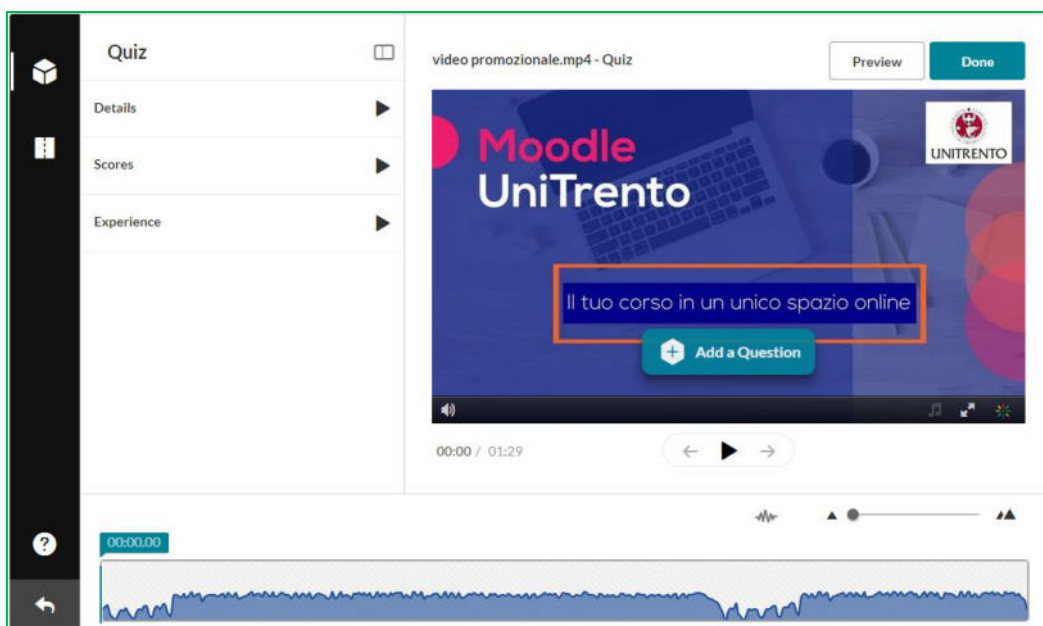 Quiz
video promozionale.mp4 - Quiz
Preview
Done
Details
Scores
Experience
Moodle
UniTrento
UNITRENTO
Il tuo corso in un unico spazio online
Add a Question
00:00 / 01:29
00:00.00